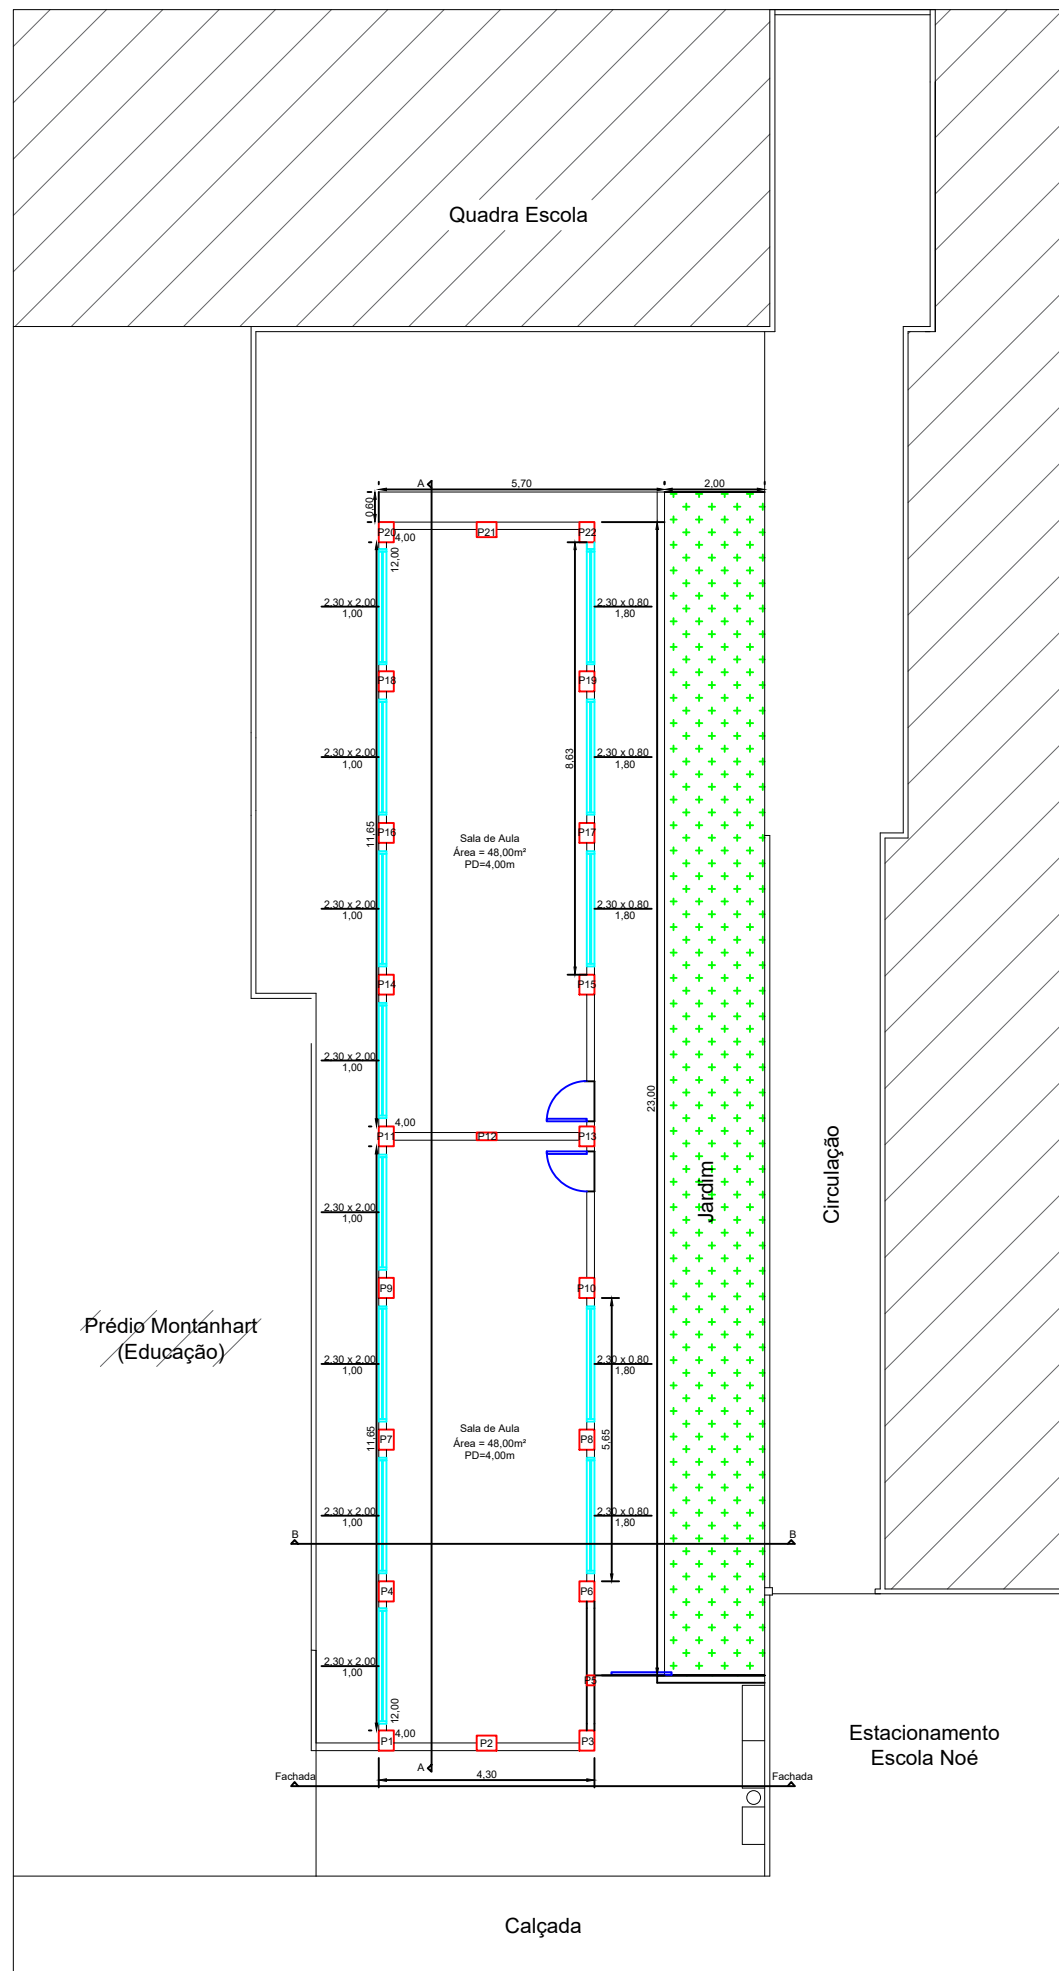 Quadra Escola
A
5,70
2,00
0,60
P20
4,00
P21
P22
12,00
2,30 x 2,00
1,00
2,30 x 0,80
1,80
P18
P19
2,30 x 2,00
1,00
8,63
2,30 x 0,80
1,80
11,65
P16
P17
Sala de Aula
Área = 48,00m²
PD=4,00m
2,30 x 2,00
1,00
2,30 x 0,80
1,80
P14
P15
2,30 x 2,00
1,00
23,00
P11
4,00
P12
P13
Jardim
Circulação
2,30 x 2,00
1,00
P9
P10
Prédio Montanhart
(Educação)
2,30 x 2,00
1,00
2,30 x 0,80
1,80
11,65
P7
P8
5,65
Sala de Aula
Área = 48,00m²
PD=4,00m
2,30 x 2,00
1,00
2,30 x 0,80
1,80
B
B
P4
P6
2,30 x 2,00
1,00
P5
12,00
P1
4,00
P2
P3
Estacionamento
Escola Noé
A
4,30
Fachada
Fachada
Calçada